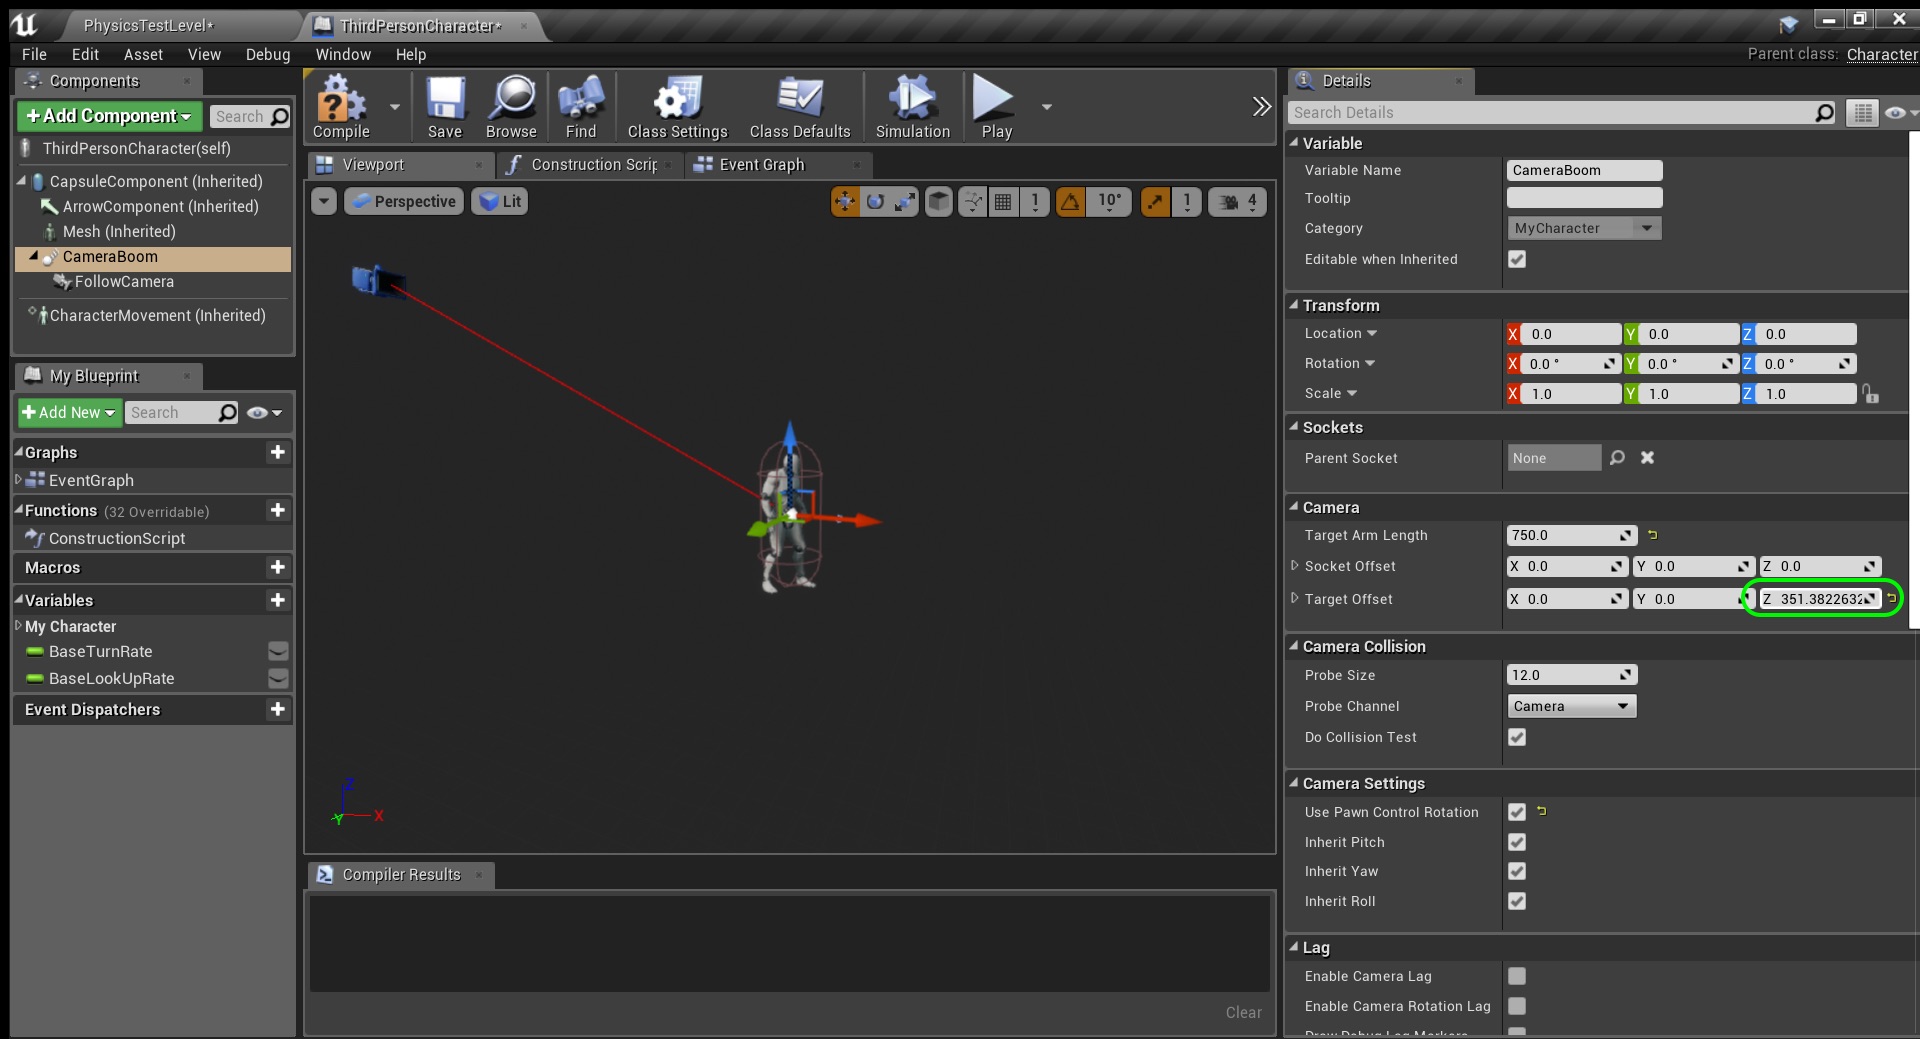 PhysicsTestLevel*
ThirdPersonCharacter*
File Edit Asset View Debug Window Help
Parent class: Character
Components
+Add Component
Search
ThirdPersonCharacter(self)
CapsuleComponent (Inherited)
ArrowComponent (Inherited)
Mesh (Inherited)
CameraBoom
FollowCamera
CharacterMovement (Inherited)
My Blueprint
+Add New
Search
Graphs
EventGraph
Functions (32 Overridable)
ConstructionScript
Macros
Variables
My Character
BaseTurnRate
BaseLookUpRate
Event Dispatchers
Compile Save Browse Find Class Settings Class Defaults Simulation Play
Viewport Construction Scrip Event Graph
Perspective Lit 1 10° 1 4
Z
Y X
Compiler Results
Clear
Details
Search Details
Variable
Variable Name CameraBoom
Tooltip
Category MyCharacter
Editable when Inherited
Transform
Location X 0.0 Y 0.0 Z 0.0
Rotation X 0.0 ° Y 0.0 ° Z 0.0 °
Scale X 1.0 Y 1.0 Z 1.0
Sockets
Parent Socket None
Camera
Target Arm Length 750.0
Socket Offset X 0.0 Y 0.0 Z 0.0
Target Offset X 0.0 Y 0.0 Z 351.3822632
Camera Collision
Probe Size 12.0
Probe Channel Camera
Do Collision Test
Camera Settings
Use Pawn Control Rotation
Inherit Pitch
Inherit Yaw
Inherit Roll
Lag
Enable Camera Lag
Enable Camera Rotation Lag
Draw Debug Lag Markers